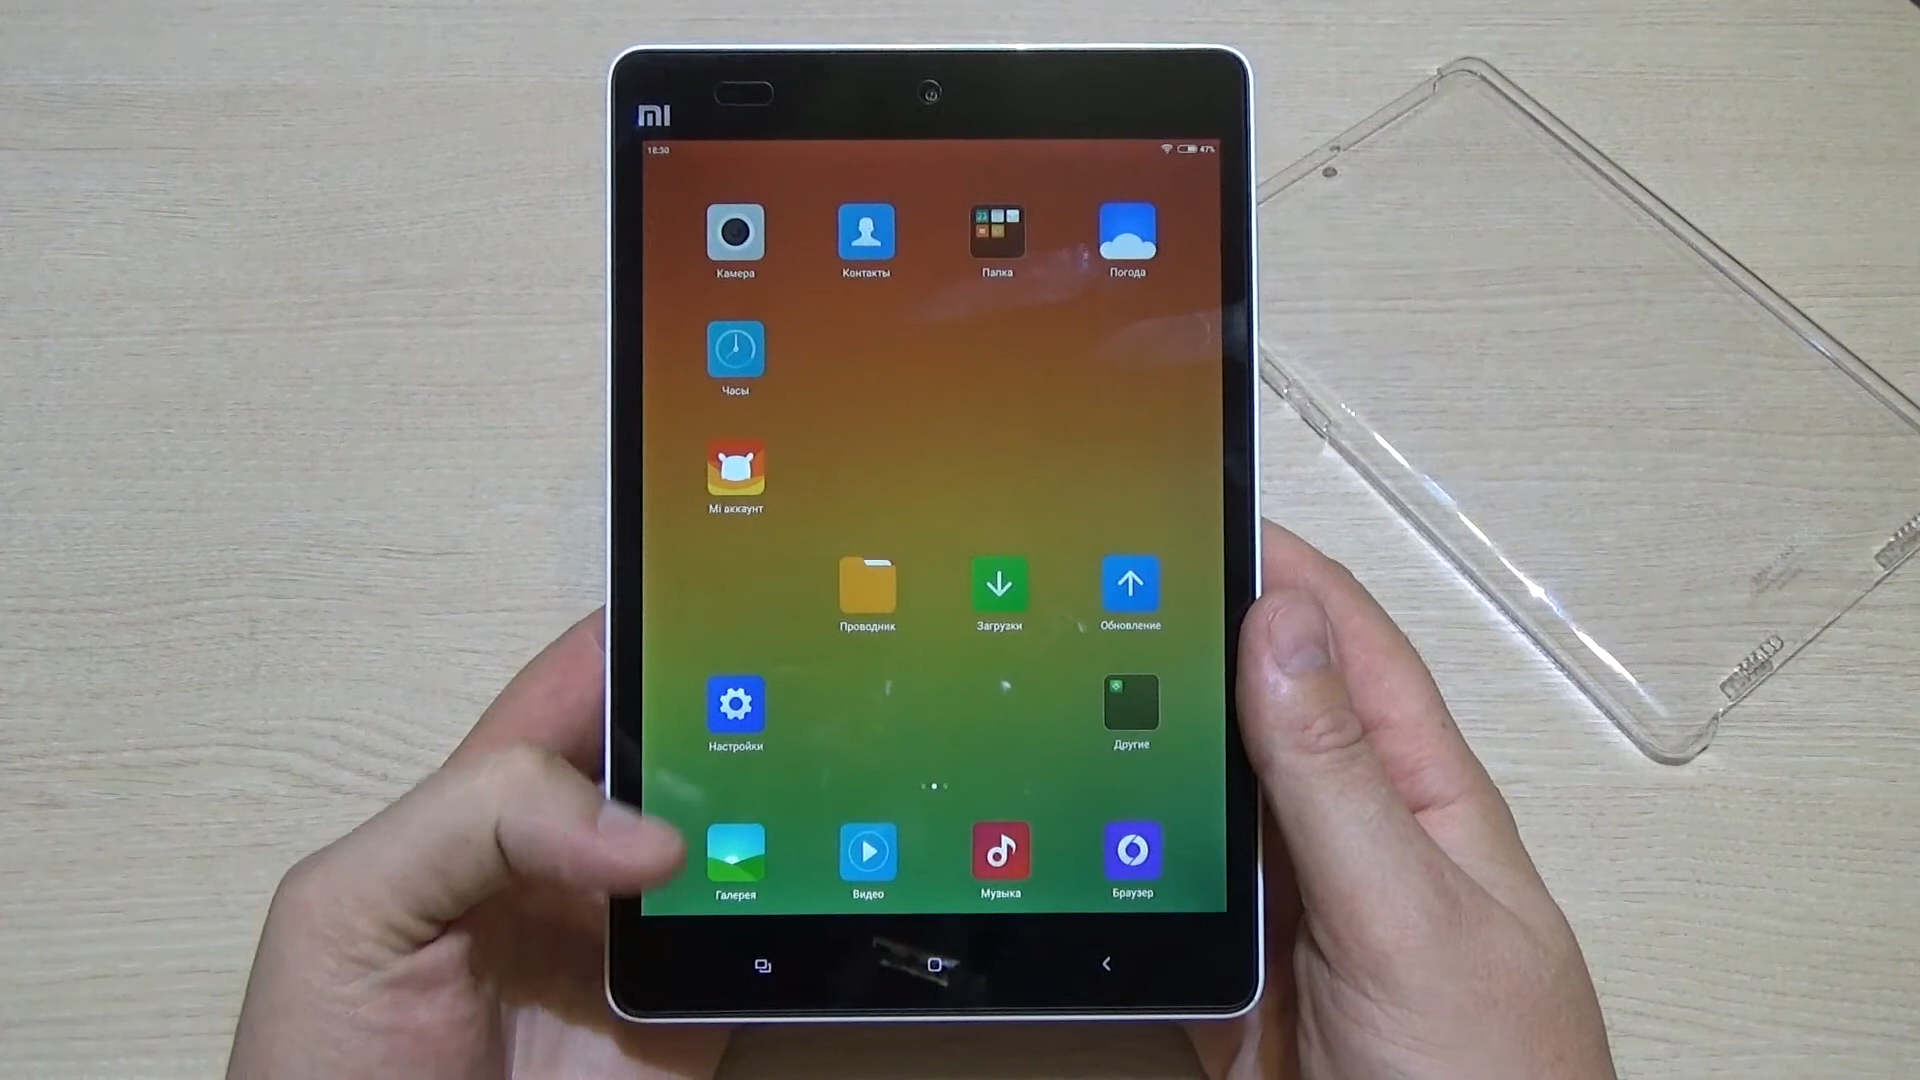 mi
18:30
47%
Камера
Контакты
Папка
Погода
Часы
Mi аккаунт
Проводник
Загрузки
Обновление
Настройки
Другие
Галерея
Видео
Музыка
Браузер